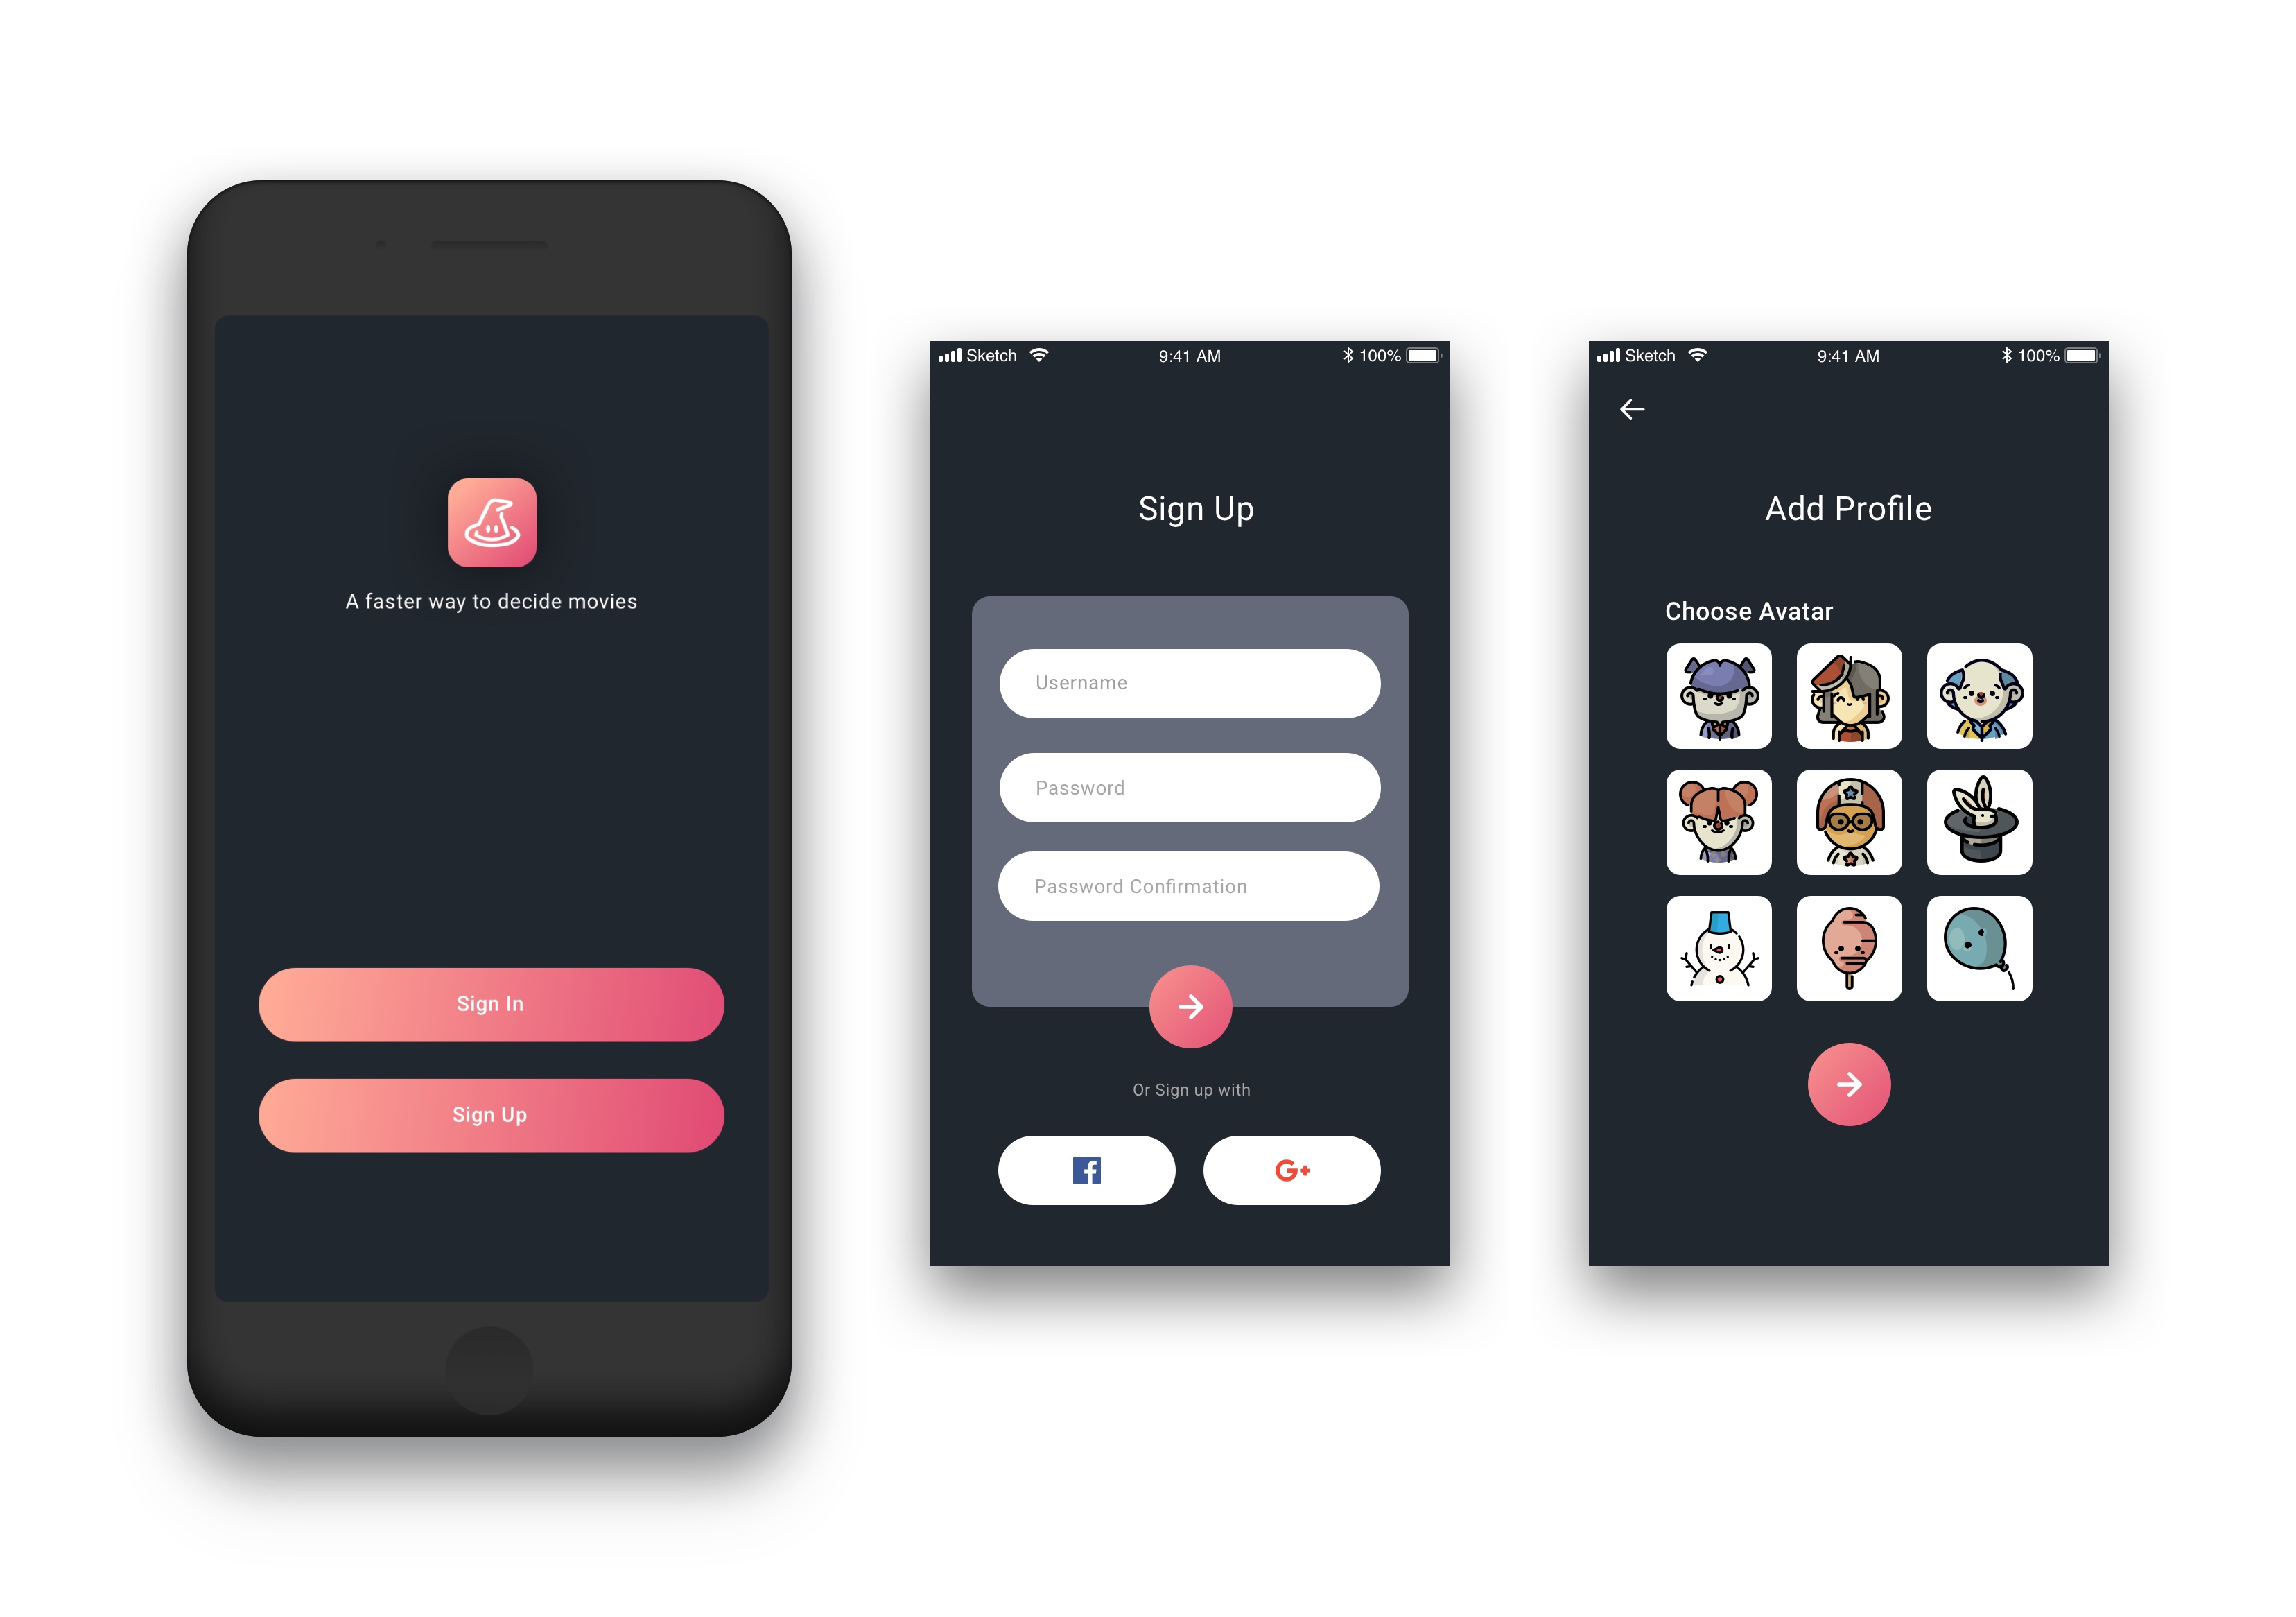 A faster way to decide movies
Sign In
Sign Up
Sketch 9:41 AM 100%
Sign Up
Username
Password
Password Confirmation
Or Sign up with
f
G+
Sketch 9:41 AM 100%
Add Profile
Choose Avatar